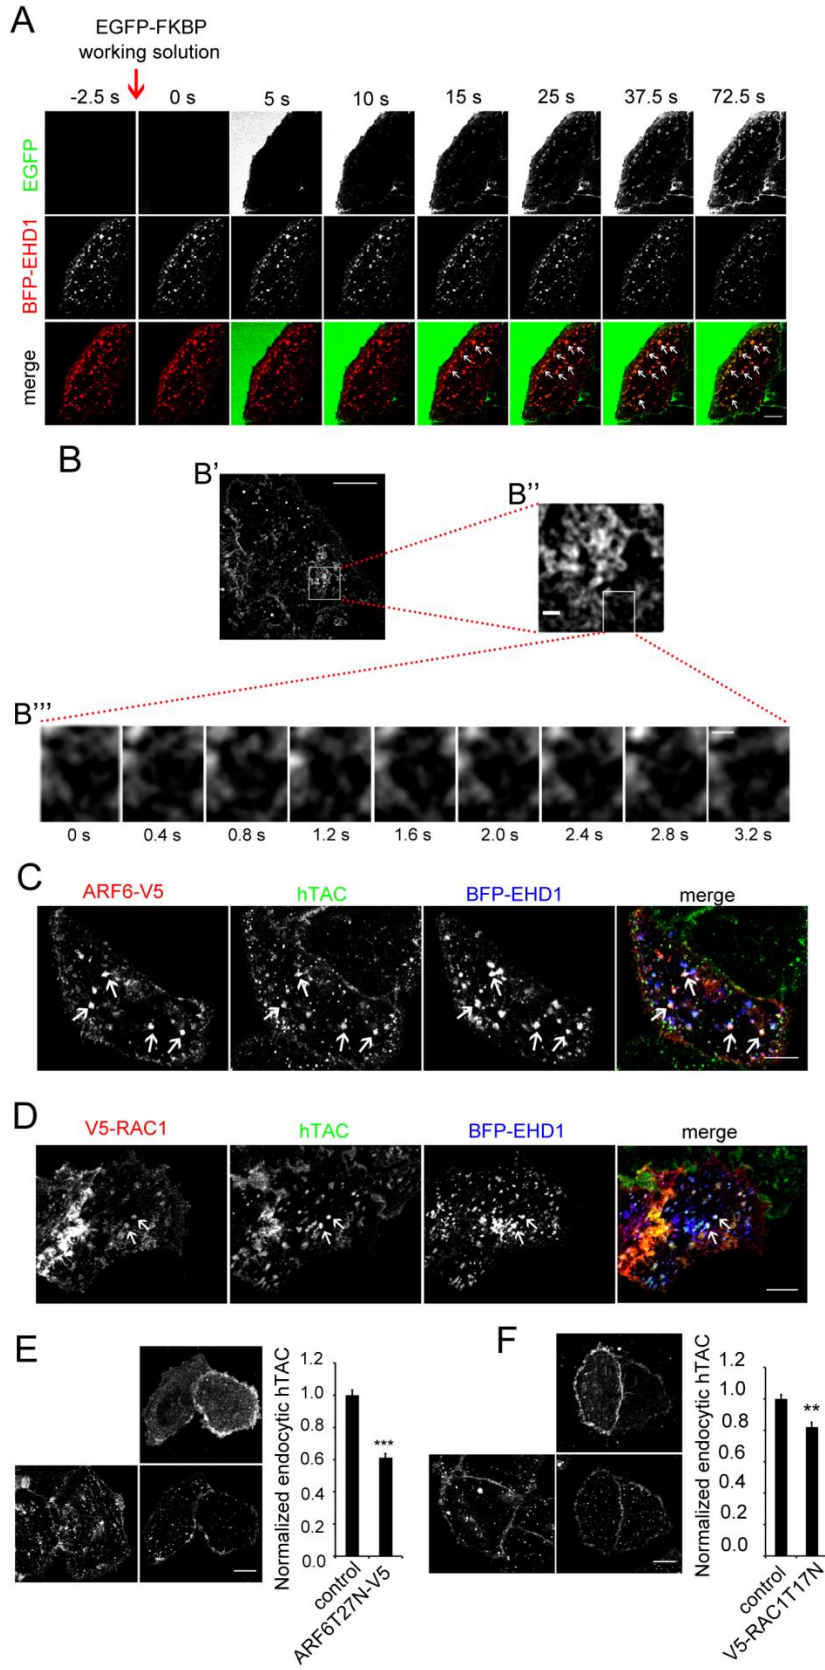 A
EGFP-FKBP
working solution
-2.5 s 0 s 5 s 10 s 15 s 25 s 37.5 s 72.5 s
EGFP
BFP-EHD1
merge
B
B' B''
B'''
0 s 0.4 s 0.8 s 1.2 s 1.6 s 2.0 s 2.4 s 2.8 s 3.2 s
C
ARF6-V5 hTAC BFP-EHD1 merge
D
V5-RAC1 hTAC BFP-EHD1 merge
E
Normalized endocytic hTAC
1.2
1.0
0.8
0.6
0.4
0.2
0.0
***
control
ARF6T27N-V5
F
Normalized endocytic hTAC
1.2
1.0
0.8
0.6
0.4
0.2
0
**
control
V5-RAC1T17N